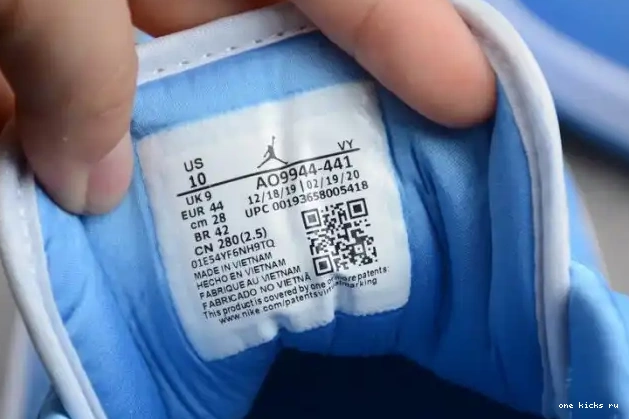 US
10
VY
AO9944-441
12/18/19 | 02/19/20
UPC 00193658005418
UK 9
EUR 44
cm 28
BR 42
CN 280(2.5)
01E54YF6NH9TQ
MADE IN VIETNAM
HECHO EN VIETNAM
FABRIQUE AU VIETNAM
FABRICADO NO VIETNA
This product is covered by one or more patents:
www.nike.com/patentsvirtualmarking
one kicks ru